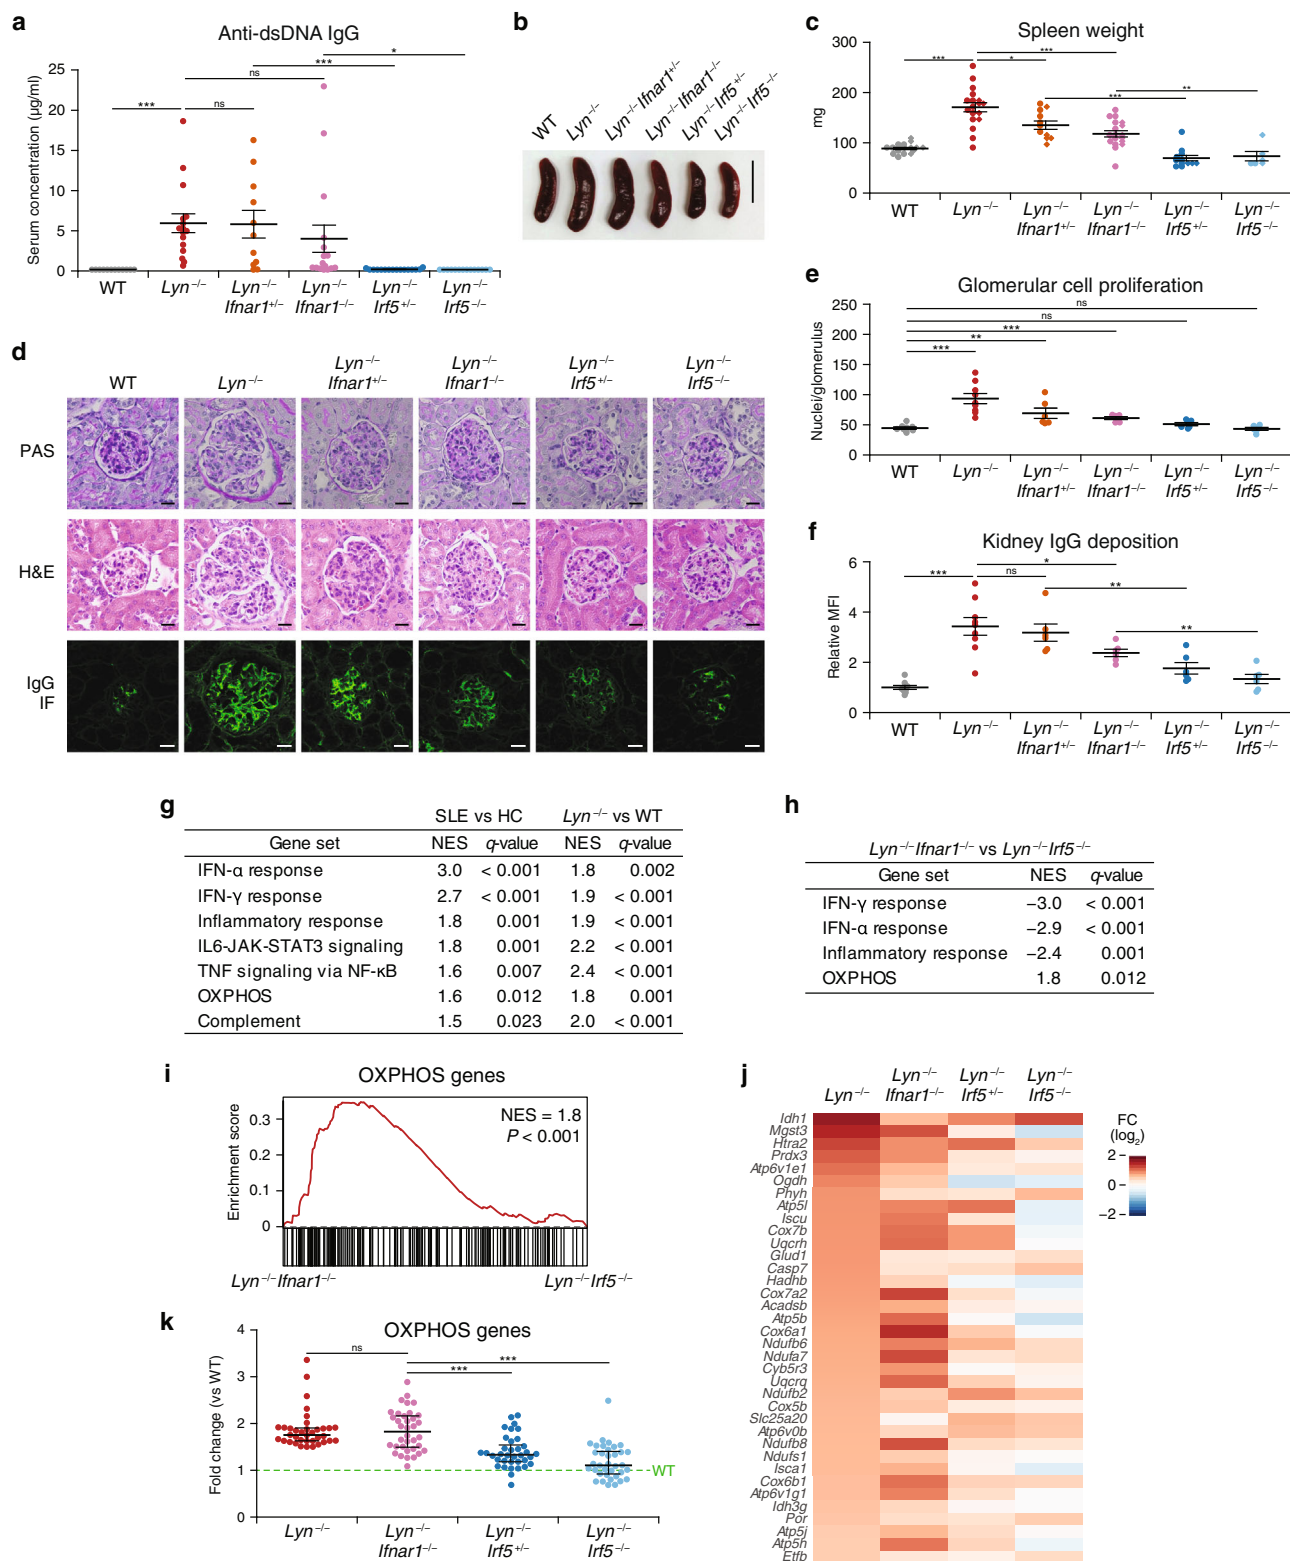 a
Anti-dsDNA IgG
Serum concentration (µg/ml)
25
20
15
10
5
0
*
***
ns
***
ns
WT
Lyn−/−
Lyn−/− Ifnar1+/−
Lyn−/− Ifnar1−/−
Lyn−/− Irf5+/−
Lyn−/− Irf5−/−
b
WT
Lyn−/−
Lyn−/− Ifnar1+/−
Lyn−/− Ifnar1−/−
Lyn−/− Irf5+/−
Lyn−/− Irf5−/−
c
Spleen weight
mg
300
200
100
0
***
***
*
**
***
WT
Lyn−/−
Lyn−/− Ifnar1+/−
Lyn−/− Ifnar1−/−
Lyn−/− Irf5+/−
Lyn−/− Irf5−/−
d
WT
Lyn−/−
Lyn−/− Ifnar1+/−
Lyn−/− Ifnar1−/−
Lyn−/− Irf5+/−
Lyn−/− Irf5−/−
PAS
H&E
IgG
IF
e
Glomerular cell proliferation
Nuclei/glomerulus
250
200
150
100
50
0
ns
ns
***
**
***
WT
Lyn−/−
Lyn−/− Ifnar1+/−
Lyn−/− Ifnar1−/−
Lyn−/− Irf5+/−
Lyn−/− Irf5−/−
f
Kidney IgG deposition
Relative MFI
6
4
2
0
*
***
ns
**
**
WT
Lyn−/−
Lyn−/− Ifnar1+/−
Lyn−/− Ifnar1−/−
Lyn−/− Irf5+/−
Lyn−/− Irf5−/−
g
SLE vs HC Lyn−/− vs WT
Gene set NES q-value NES q-value
IFN-α response 3.0 < 0.001 1.8 0.002
IFN-γ response 2.7 < 0.001 1.9 < 0.001
Inflammatory response 1.8 0.001 1.9 < 0.001
IL6-JAK-STAT3 signaling 1.8 0.001 2.2 < 0.001
TNF signaling via NF-κB 1.6 0.007 2.4 < 0.001
OXPHOS 1.6 0.012 1.8 0.001
Complement 1.5 0.023 2.0 < 0.001
h
Lyn−/−Ifnar1−/− vs Lyn−/−Irf5−/−
Gene set NES q-value
IFN-γ response −3.0 < 0.001
IFN-α response −2.9 < 0.001
Inflammatory response −2.4 0.001
OXPHOS 1.8 0.012
i
OXPHOS genes
Enrichment score
0.3
0.2
0.1
0
NES = 1.8
P < 0.001
Lyn−/−Ifnar1−/−
Lyn−/−Irf5−/−
j
Lyn−/−
Lyn−/− Ifnar1−/−
Lyn−/− Irf5+/−
Lyn−/− Irf5−/−
Idh1
Mgst3
Htra2
Prdx3
Atp6v1e1
Ogdh
Phyh
Atp5l
Iscu
Cox7b
Uqcrh
Glud1
Casp7
Hadhb
Cox7a2
Acadsb
Atp5b
Cox6a1
Ndufb6
Ndufa7
Cyb5r3
Uqcrq
Ndufb2
Cox5b
Slc25a20
Atp6v0b
Ndufb8
Ndufs1
Isca1
Cox6b1
Atp6v1g1
Idh3g
Por
Atp5j
Atp5h
Etfb
FC
(log2)
2
0
−2
k
OXPHOS genes
Fold change (vs WT)
4
3
2
1
0
ns
***
***
WT
Lyn−/−
Lyn−/− Ifnar1−/−
Lyn−/− Irf5+/−
Lyn−/− Irf5−/−